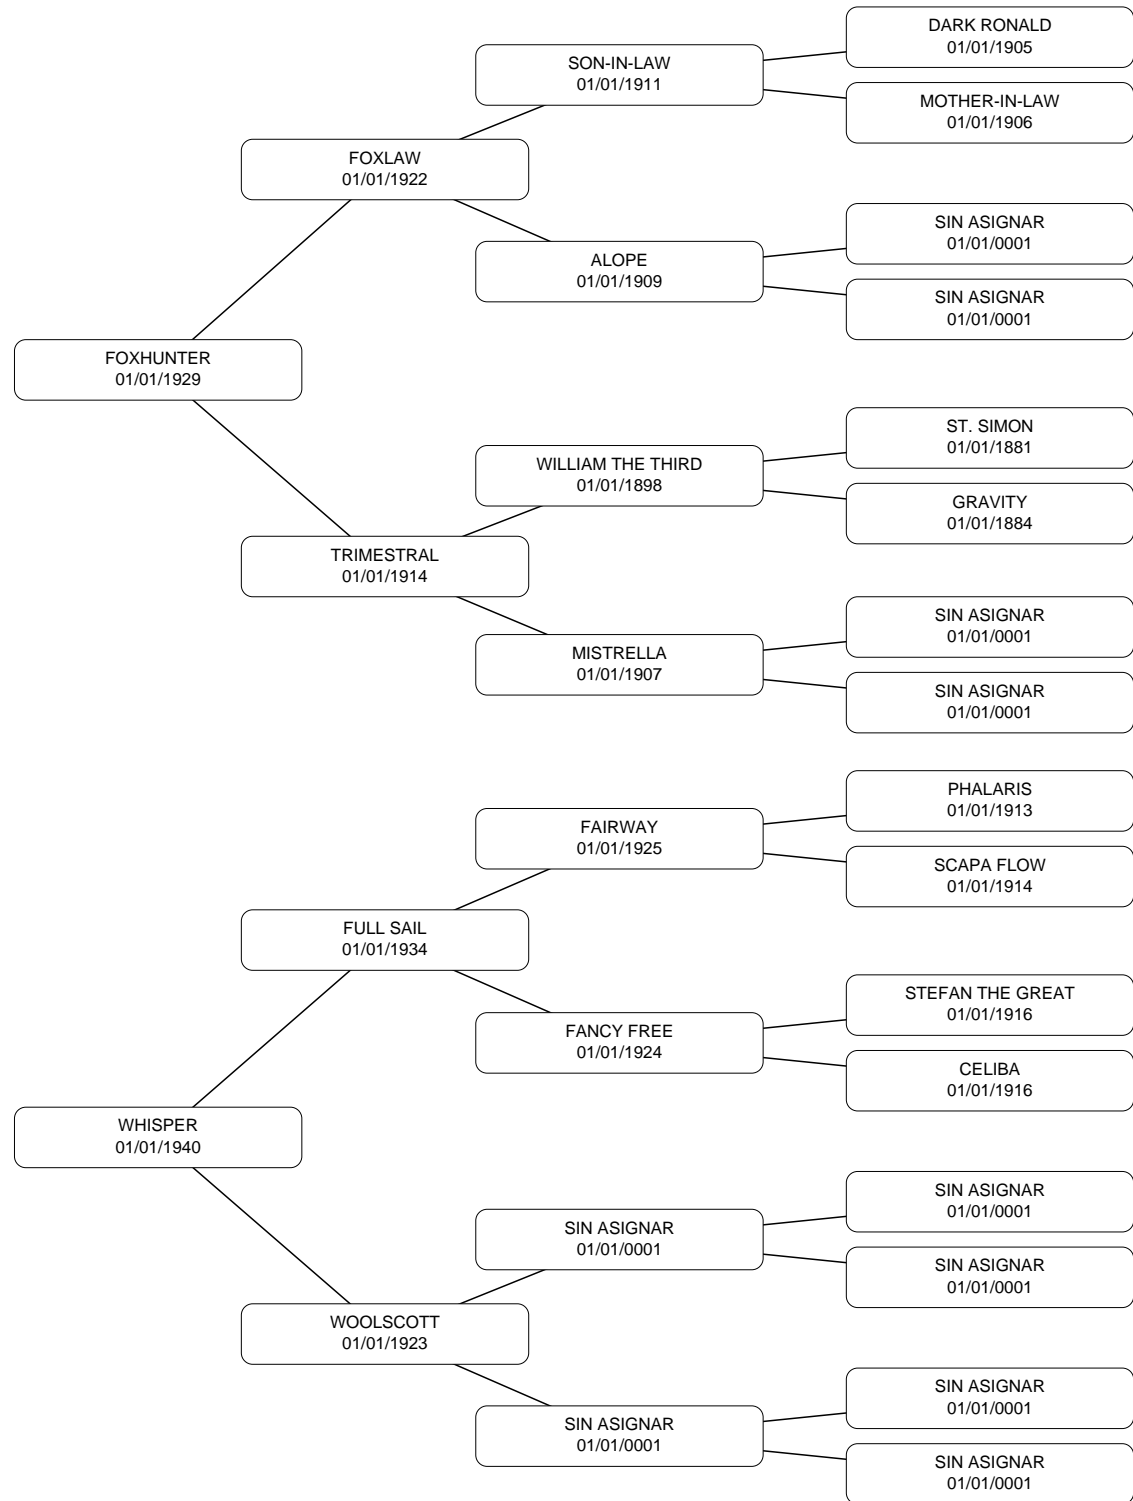 DARK RONALD
01/01/1905
SON-IN-LAW
01/01/1911
MOTHER-IN-LAW
01/01/1906
FOXLAW
01/01/1922
SIN ASIGNAR
01/01/0001
ALOPE
01/01/1909
SIN ASIGNAR
01/01/0001
FOXHUNTER
01/01/1929
ST. SIMON
01/01/1881
WILLIAM THE THIRD
01/01/1898
GRAVITY
01/01/1884
TRIMESTRAL
01/01/1914
SIN ASIGNAR
01/01/0001
MISTRELLA
01/01/1907
SIN ASIGNAR
01/01/0001
PHALARIS
01/01/1913
FAIRWAY
01/01/1925
SCAPA FLOW
01/01/1914
FULL SAIL
01/01/1934
STEFAN THE GREAT
01/01/1916
FANCY FREE
01/01/1924
CELIBA
01/01/1916
WHISPER
01/01/1940
SIN ASIGNAR
01/01/0001
SIN ASIGNAR
01/01/0001
SIN ASIGNAR
01/01/0001
WOOLSCOTT
01/01/1923
SIN ASIGNAR
01/01/0001
SIN ASIGNAR
01/01/0001
SIN ASIGNAR
01/01/0001